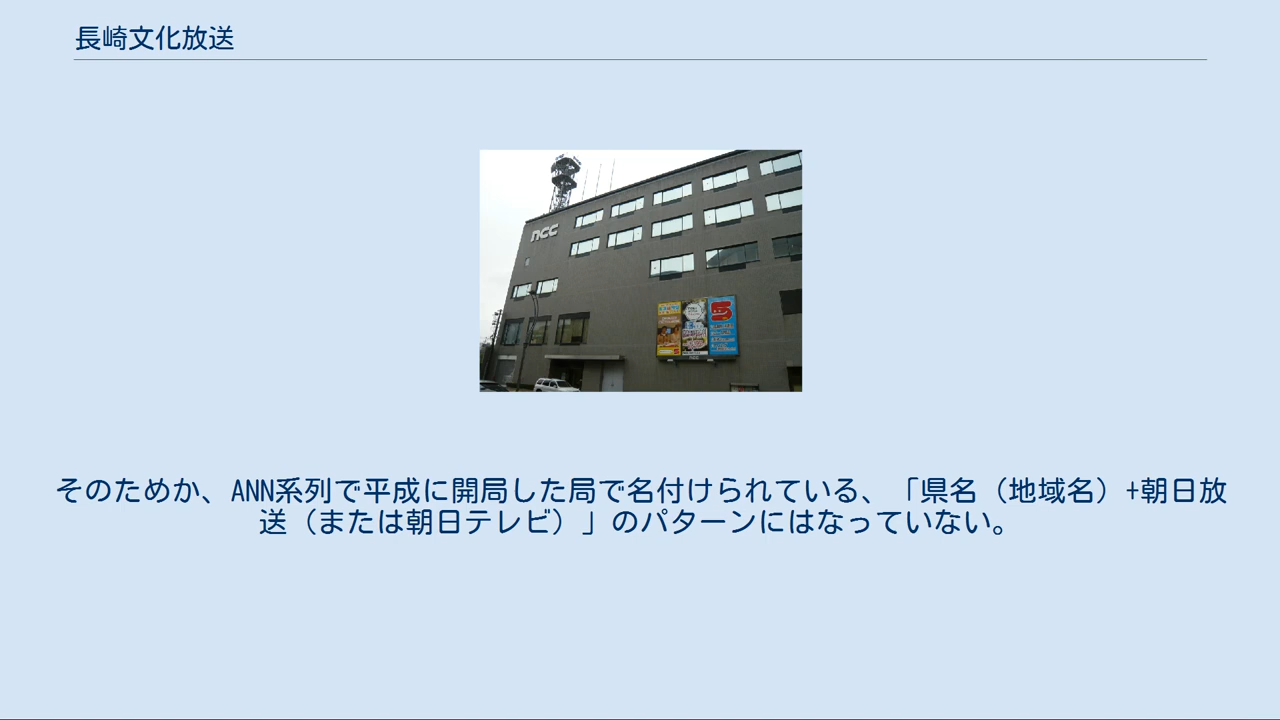 長崎文化放送
ncc
5
そのためか、ANN系列で平成に開局した局で名付けられている、「県名（地域名）+朝日放
送（または朝日テレビ）」のパターンにはなっていない。